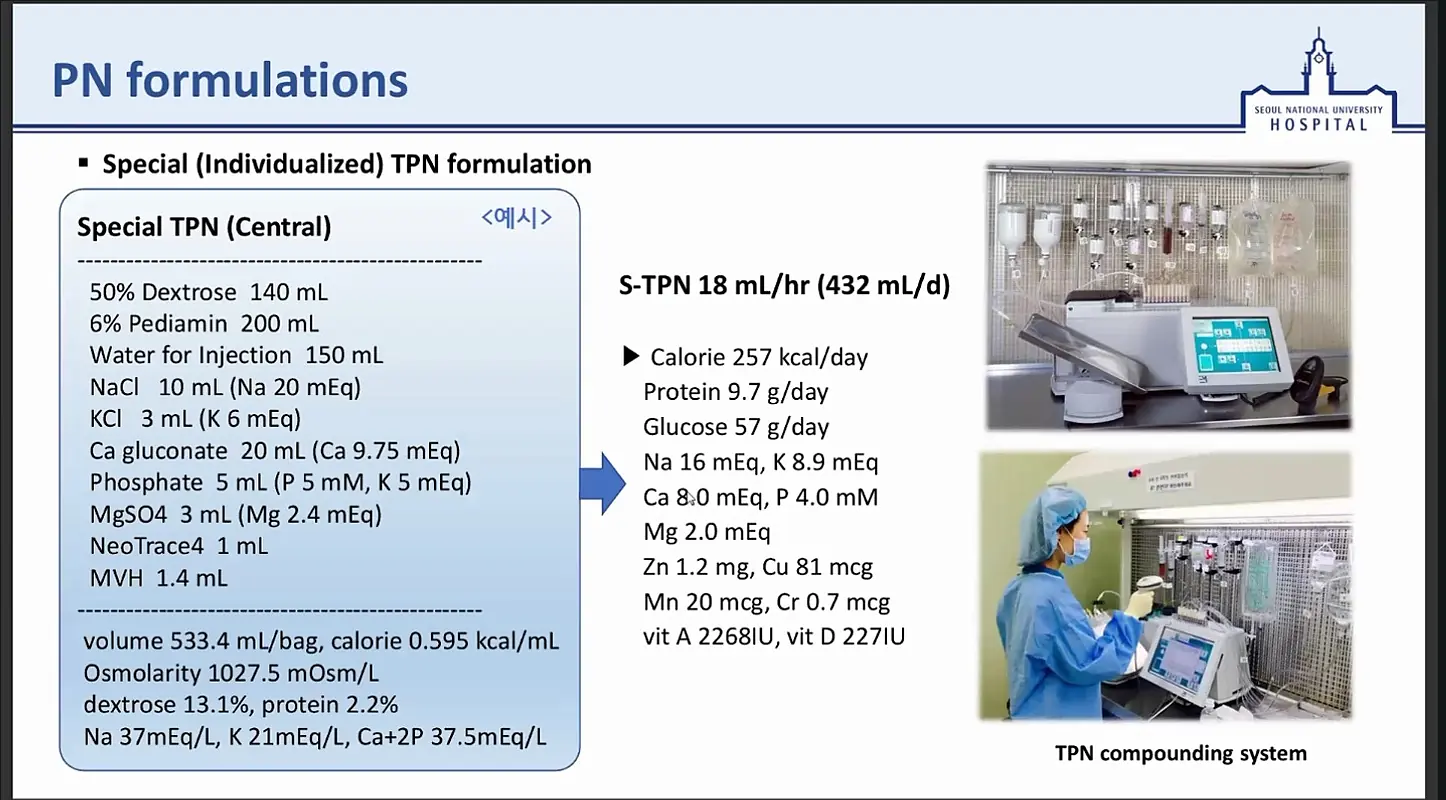 PN formulations
SEOUL NATIONAL UNIVERSITY
HOSPITAL
▪ Special (Individualized) TPN formulation
Special TPN (Central)
<예시>
--------------------------------------------------
50% Dextrose 140 mL
6% Pediamin 200 mL
Water for Injection 150 mL
NaCl 10 mL (Na 20 mEq)
KCl 3 mL (K 6 mEq)
Ca gluconate 20 mL (Ca 9.75 mEq)
Phosphate 5 mL (P 5 mM, K 5 mEq)
MgSO4 3 mL (Mg 2.4 mEq)
NeoTrace4 1 mL
MVH 1.4 mL
--------------------------------------------------
volume 533.4 mL/bag, calorie 0.595 kcal/mL
Osmolarity 1027.5 mOsm/L
dextrose 13.1%, protein 2.2%
Na 37mEq/L, K 21mEq/L, Ca+2P 37.5mEq/L
S-TPN 18 mL/hr (432 mL/d)
▶ Calorie 257 kcal/day
Protein 9.7 g/day
Glucose 57 g/day
Na 16 mEq, K 8.9 mEq
Ca 8.0 mEq, P 4.0 mM
Mg 2.0 mEq
Zn 1.2 mg, Cu 81 mcg
Mn 20 mcg, Cr 0.7 mcg
vit A 2268IU, vit D 227IU
TPN compounding system